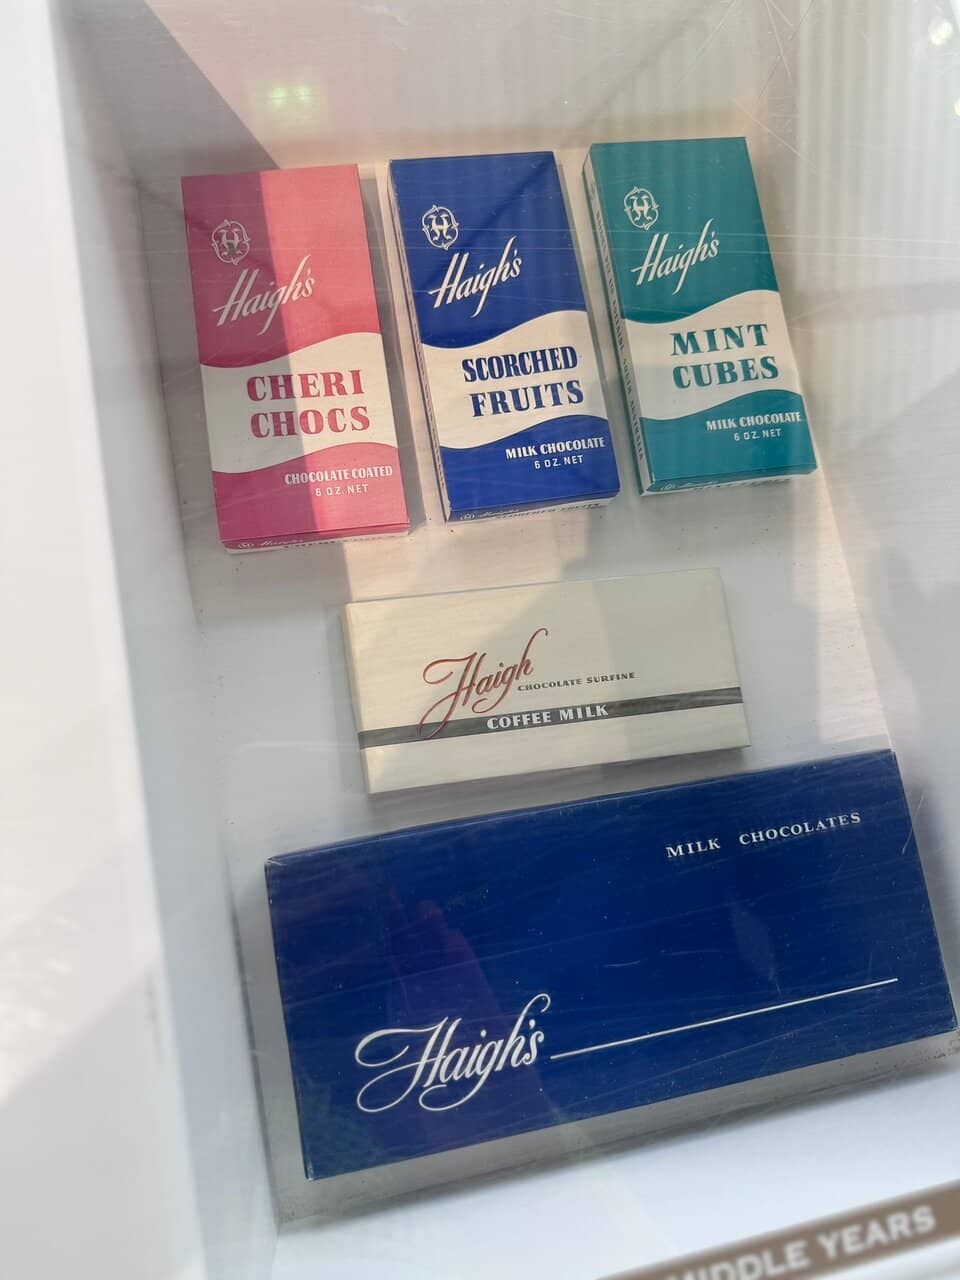 H
Haigh's
CHERI
CHOCS
CHOCOLATE COATED
6 OZ. NET
H
Haigh's
SCORCHED
FRUITS
MILK CHOCOLATE
6 OZ. NET
H
Haigh's
MINT
CUBES
MILK CHOCOLATE
6 OZ. NET
Haigh
CHOCOLATE SURFINE
COFFEE MILK
MILK CHOCOLATES
Haigh's
MIDDLE YEARS